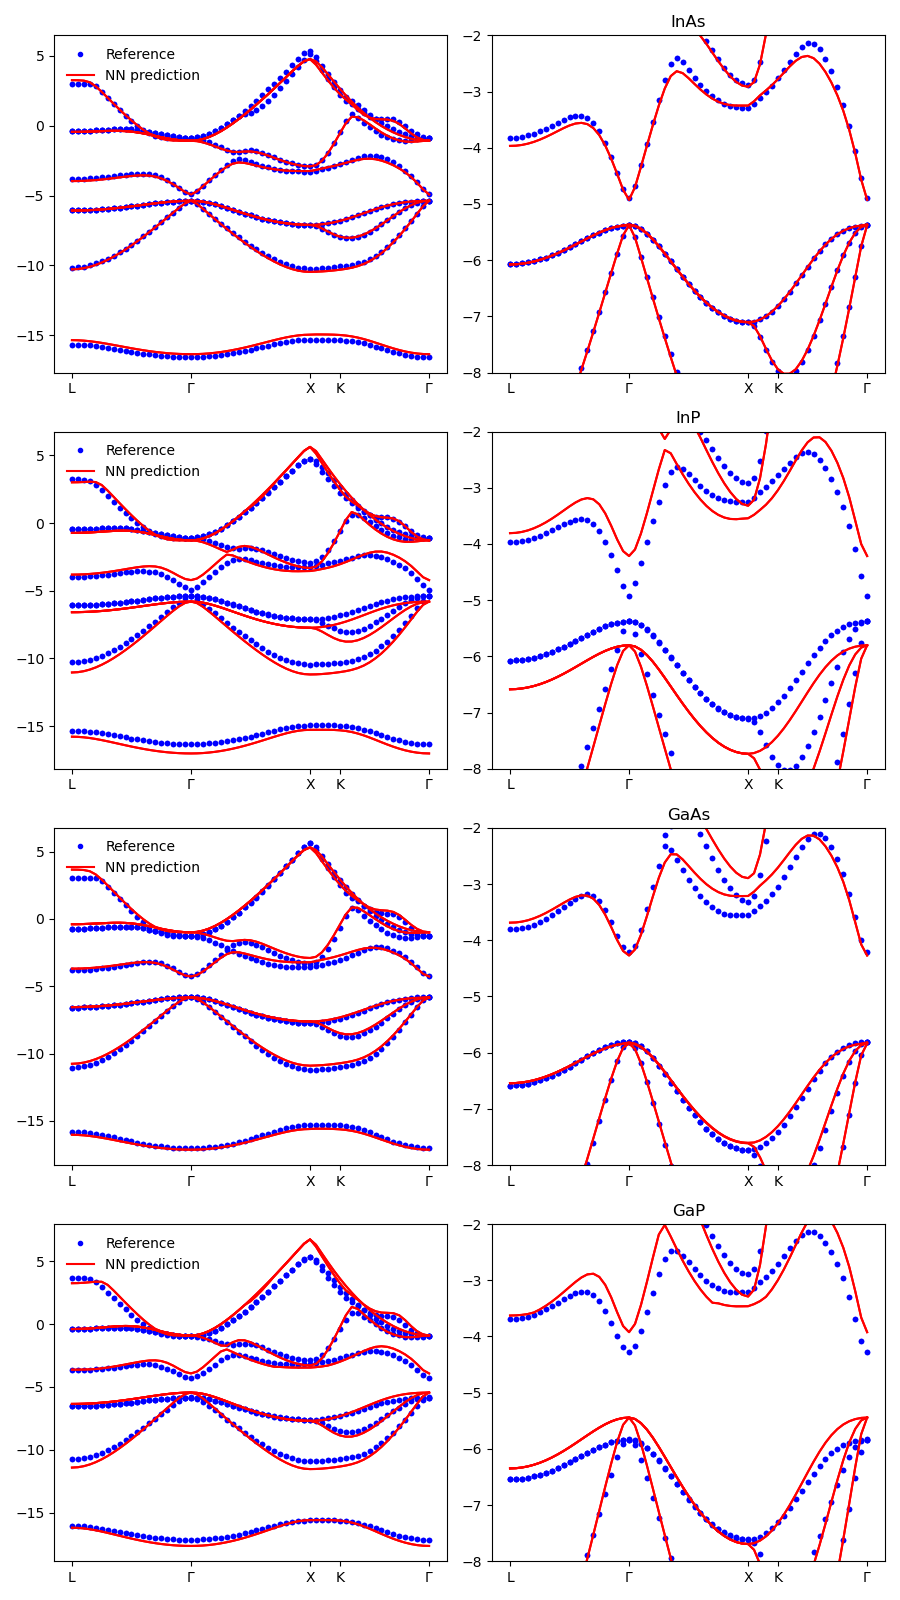 InAs
5
0
−5
−10
−15
Reference
NN prediction
L Γ X K Γ
−2
−3
−4
−5
−6
−7
−8
L Γ X K Γ
InP
5
0
−5
−10
−15
Reference
NN prediction
L Γ X K Γ
−2
−3
−4
−5
−6
−7
−8
L Γ X K Γ
GaAs
5
0
−5
−10
−15
Reference
NN prediction
L Γ X K Γ
−2
−3
−4
−5
−6
−7
−8
L Γ X K Γ
GaP
5
0
−5
−10
−15
Reference
NN prediction
L Γ X K Γ
−2
−3
−4
−5
−6
−7
−8
L Γ X K Γ